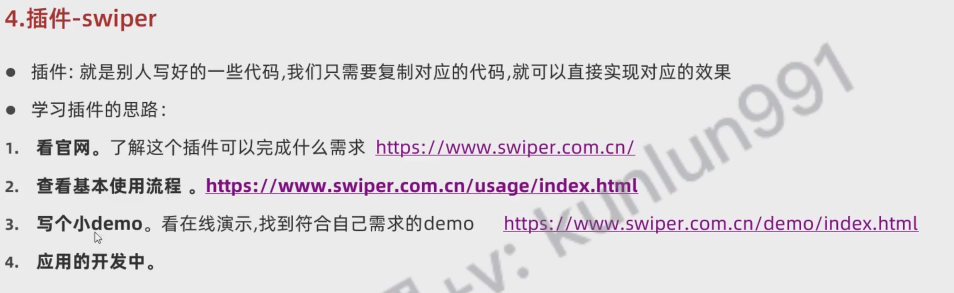 4.插件-swiper
● 插件: 就是别人写好的一些代码,我们只需要复制对应的代码,就可以直接实现对应的效果
● 学习插件的思路:
1. 看官网。了解这个插件可以完成什么需求 https://www.swiper.com.cn/
2. 查看基本使用流程 。https://www.swiper.com.cn/usage/index.html
3. 写个小demo。看在线演示,找到符合自己需求的demo https://www.swiper.com.cn/demo/index.html
4. 应用的开发中。
+v: kunlun991